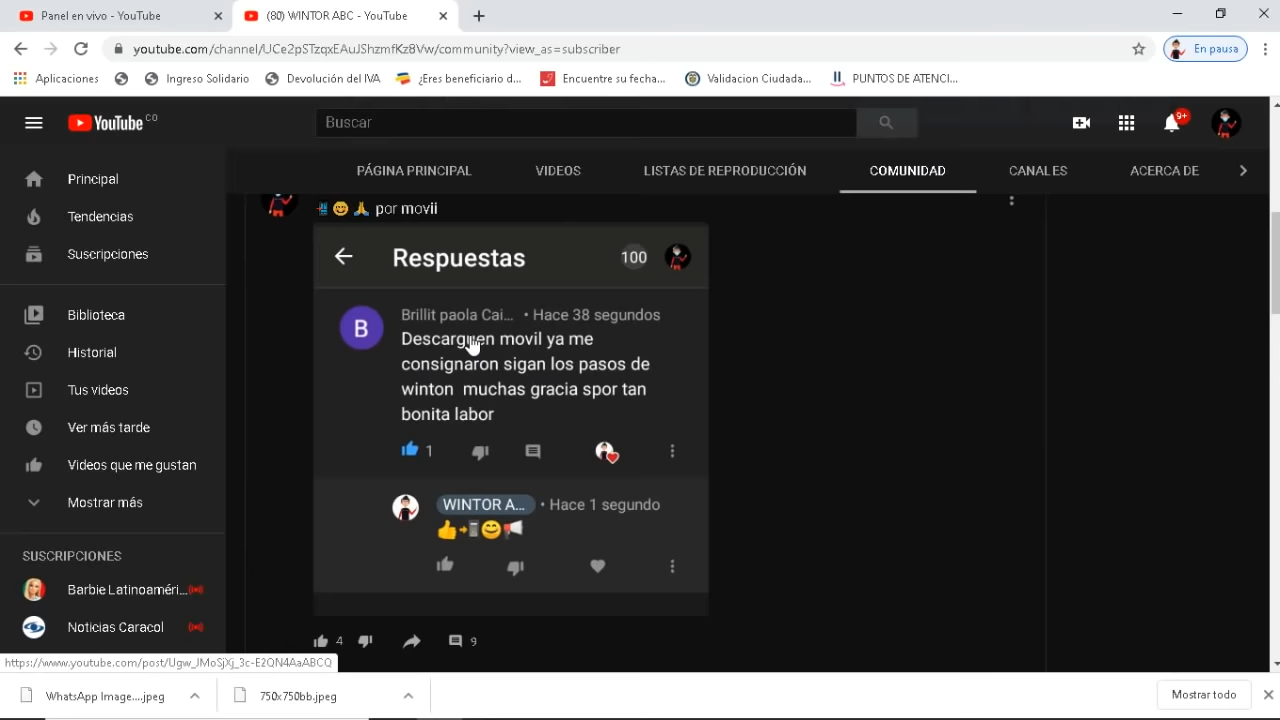 Panel en vivo - YouTube
(80) WINTOR ABC - YouTube
youtube.com/channel/UCe2pSTzqxEAuJShzmfKz8Vw/community?view_as=subscriber
En pausa
Aplicaciones
Ingreso Solidario
Devolución del IVA
¿Eres beneficiario d...
Encuentre su fecha...
Validacion Ciudada...
PUNTOS DE ATENCI...
YouTube CO
Buscar
9+
PÁGINA PRINCIPAL
VIDEOS
LISTAS DE REPRODUCCIÓN
COMUNIDAD
CANALES
ACERCA DE
Principal
Tendencias
Suscripciones
Biblioteca
Historial
Tus videos
Ver más tarde
Videos que me gustan
Mostrar más
SUSCRIPCIONES
Barbie Latinoaméri...
Noticias Caracol
por movii
Respuestas
100
B
Brillit paola Cai... • Hace 38 segundos
Descarguen movil ya me
consignaron sigan los pasos de
winton muchas gracia spor tan
bonita labor
1
WINTOR A... • Hace 1 segundo
4
9
https://www.youtube.com/post/Ugw_JMoSjXj_3c-E2QN4AaABCQ
WhatsApp Image....jpeg
750x750bb.jpeg
Mostrar todo